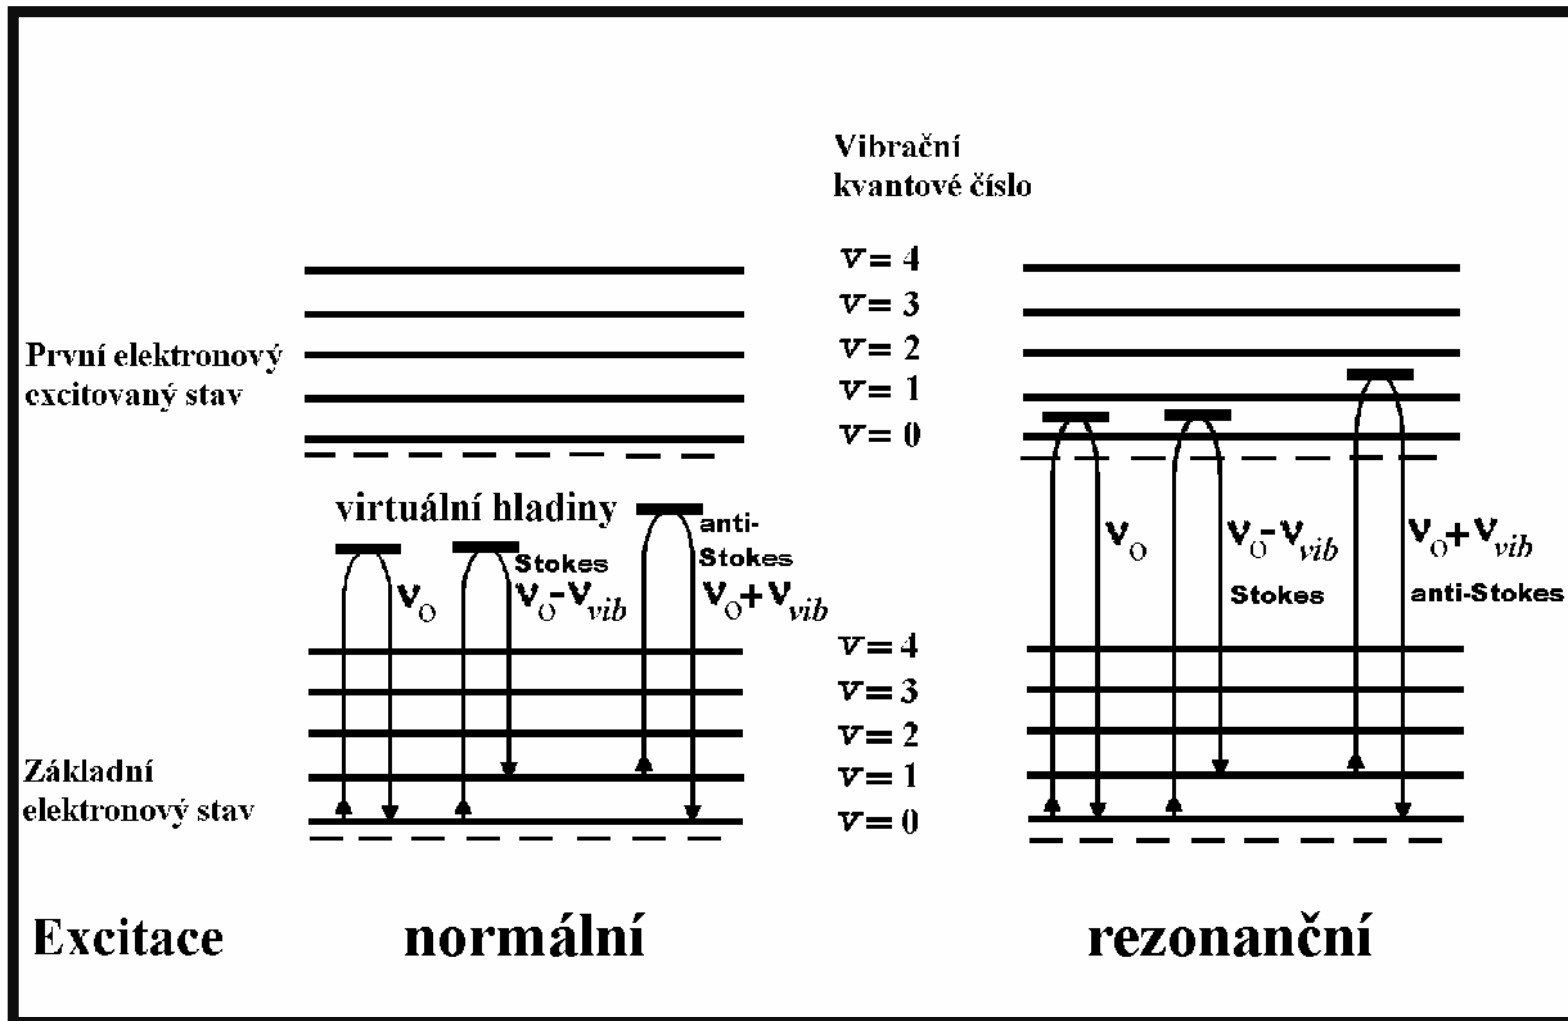 Vibrační
kvantové číslo
v = 4
v = 3
v = 2
v = 1
v = 0
První elektronový
excitovaný stav
virtuální hladiny
Stokes
anti-
Stokes
ν₀
ν₀-νvib
ν₀+νvib
ν₀
ν₀-νvib
Stokes
ν₀+νvib
anti-Stokes
v = 4
v = 3
v = 2
v = 1
v = 0
Základní
elektronový stav
Excitace normální rezonanční